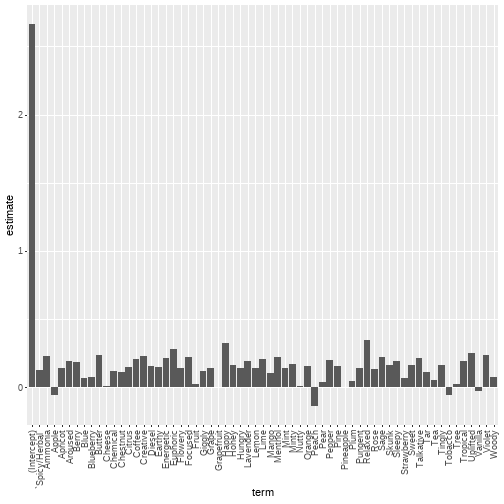 estimate
2
1
0
(Intercept)
`Spicy/Herbal`
Ammonia
Apple
Apricot
Aroused
Berry
Blue
Blueberry
Butter
Cheese
Chemical
Chestnut
Citrus
Coffee
Creative
Diesel
Earthy
Energetic
Euphoric
Flowery
Focused
Fruit
Giggly
Grape
Grapefruit
Happy
Honey
Hungry
Lavender
Lemon
Lime
Mango
Menthol
Mint
Minty
Nutty
Orange
Peach
Pear
Pepper
Pine
Pineapple
Plum
Pungent
Relaxed
Rose
Sage
Skunk
Sleepy
Strawberry
Sweet
Talkative
Tar
Tea
Tingly
Tobacco
Tree
Tropical
Uplifted
Vanilla
Violet
Woody
term